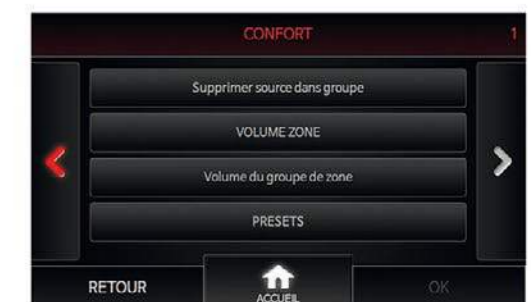 CONFORT 1
Supprimer source dans groupe
VOLUME ZONE
Volume du groupe de zone
PRESETS
RETOUR ACCUEIL OK